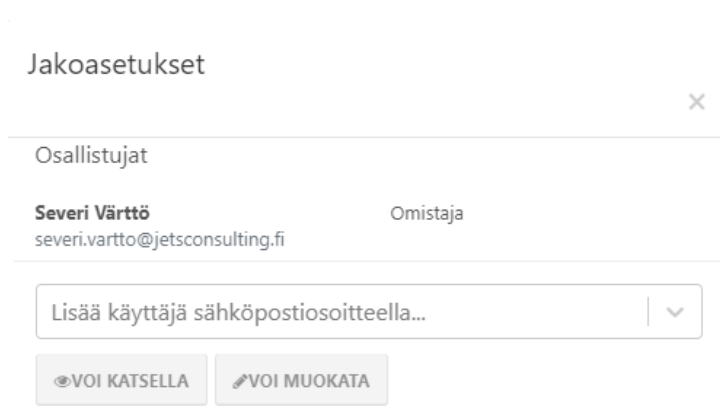 Jakoasetukset
×
Osallistujat
Severi Värttö Omistaja
severi.vartto@jetsconsulting.fi
Lisää käyttäjä sähköpostiosoitteella...
VOI KATSELLA VOI MUOKATA